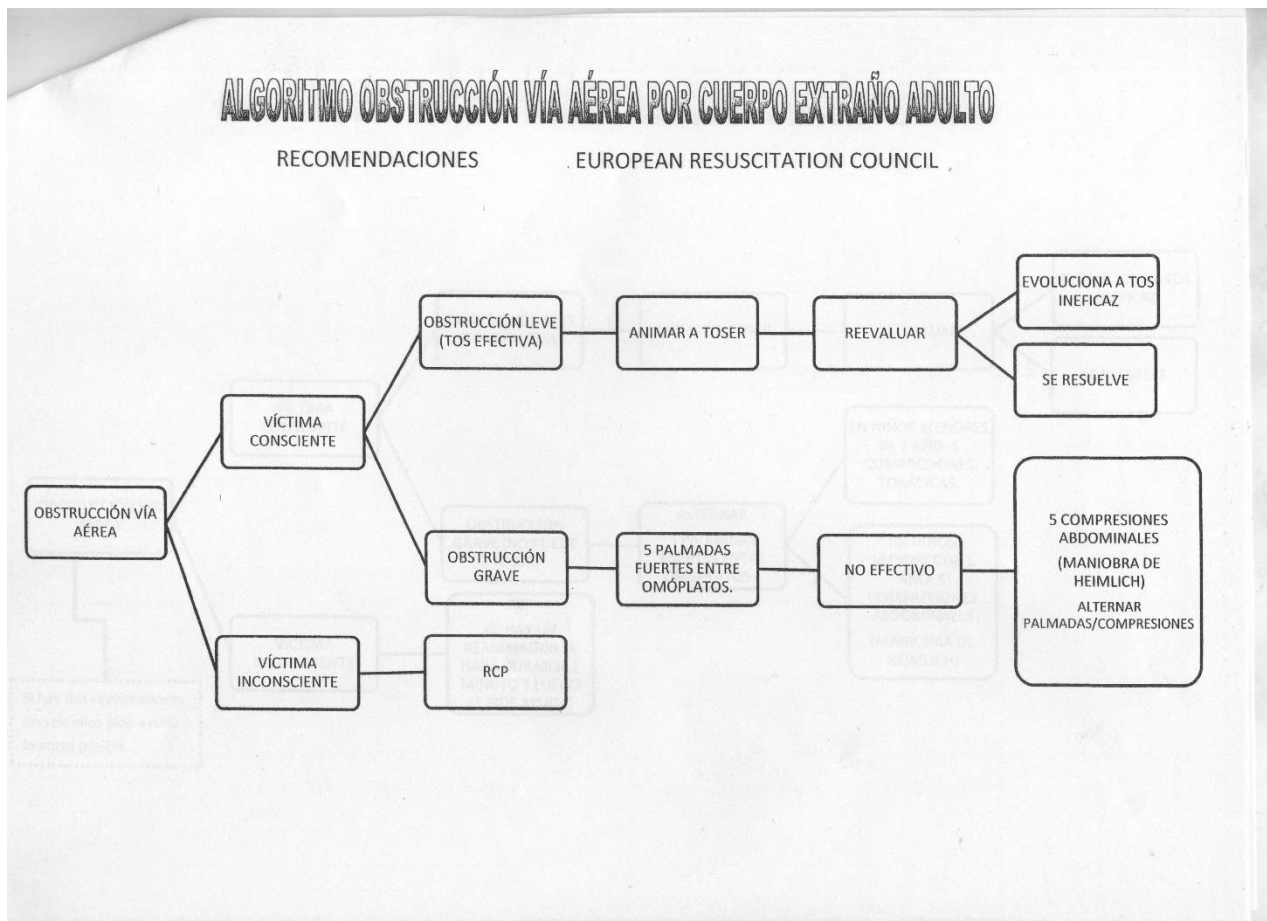 ALGORITMO OBSTRUCCIÓN VÍA AÉREA POR CUERPO EXTRAÑO ADULTO
RECOMENDACIONES
EUROPEAN RESUSCITATION COUNCIL
OBSTRUCCIÓN VÍA
AÉREA
VÍCTIMA
CONSCIENTE
OBSTRUCCIÓN LEVE
(TOS EFECTIVA)
ANIMAR A TOSER
REEVALUAR
EVOLUCIONA A TOS
INEFICAZ
SE RESUELVE
OBSTRUCCIÓN
GRAVE
5 PALMADAS
FUERTES ENTRE
OMÓPLATOS.
NO EFECTIVO
5 COMPRESIONES
ABDOMINALES
(MANIOBRA DE
HEIMLICH)
ALTERNAR
PALMADAS/COMPRESIONES
VÍCTIMA
INCONSCIENTE
RCP